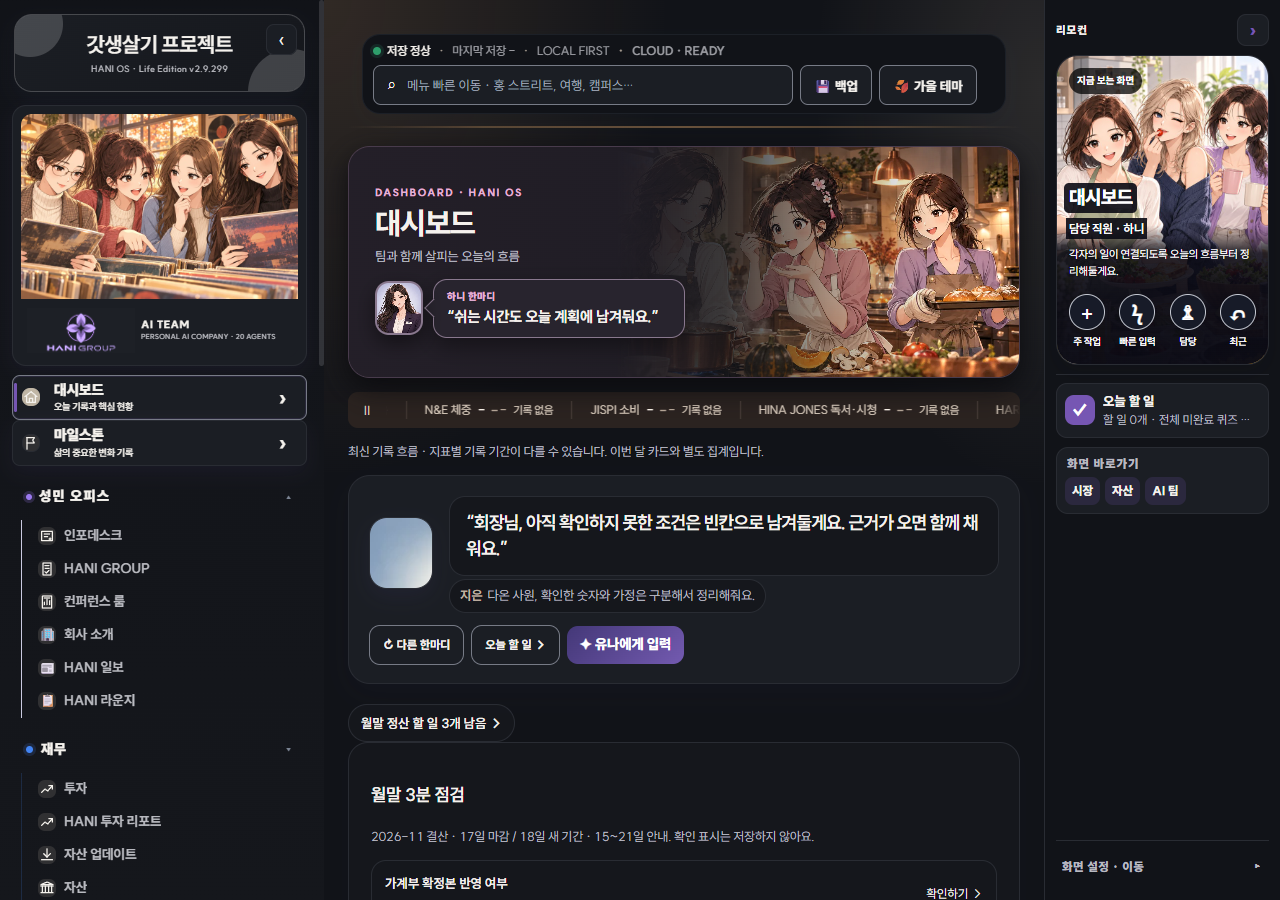 갓생살기 프로젝트
HANI OS · Life Edition v2.9.299
HANI GROUP
AI TEAM
PERSONAL AI COMPANY · 20 AGENTS
대시보드
오늘 기록과 핵심 현황
마일스톤
삶의 중요한 변화 기록
성민 오피스
인포데스크
HANI GROUP
컨퍼런스 룸
회사 소개
HANI 일보
HANI 라운지
재무
투자
HANI 투자 리포트
자산 업데이트
자산
저장 정상 · 마지막 저장 - · LOCAL FIRST · CLOUD · READY
메뉴 빠른 이동 · 홍 스트리트, 여행, 캠퍼스…
백업
가을 테마
DASHBOARD · HANI OS
대시보드
팀과 함께 살피는 오늘의 흐름
하니 한마디
“쉬는 시간도 오늘 계획에 남겨둬요.”
N&E 체중 - -- 기록 없음
JISPI 소비 - -- 기록 없음
HINA JONES 독서·시청 - -- 기록 없음
HAR
최신 기록 흐름 · 지표별 기록 기간이 다를 수 있습니다. 이번 달 카드와 별도 집계입니다.
“회장님, 아직 확인하지 못한 조건은 빈칸으로 남겨둘게요. 근거가 오면 함께 채
워요.”
지은 다온 사원, 확인한 숫자와 가정은 구분해서 정리해줘요.
다른 한마디
오늘 할 일
유나에게 입력
월말 정산 할 일 3개 남음
월말 3분 점검
2026-11 결산 · 17일 마감 / 18일 새 기간 · 15~21일 안내. 확인 표시는 저장하지 않아요.
가계부 확정본 반영 여부
확인하기
리모컨
지금 보는 화면
대시보드
담당 직원 · 하니
각자의 일이 연결되도록 오늘의 흐름부터 정
리해둘게요.
주 작업
빠른 입력
담당
최근
오늘 할 일
할 일 0개 · 전체 미완료 퀴즈 …
화면 바로가기
시장
자산
AI 팀
화면 설정 · 이동